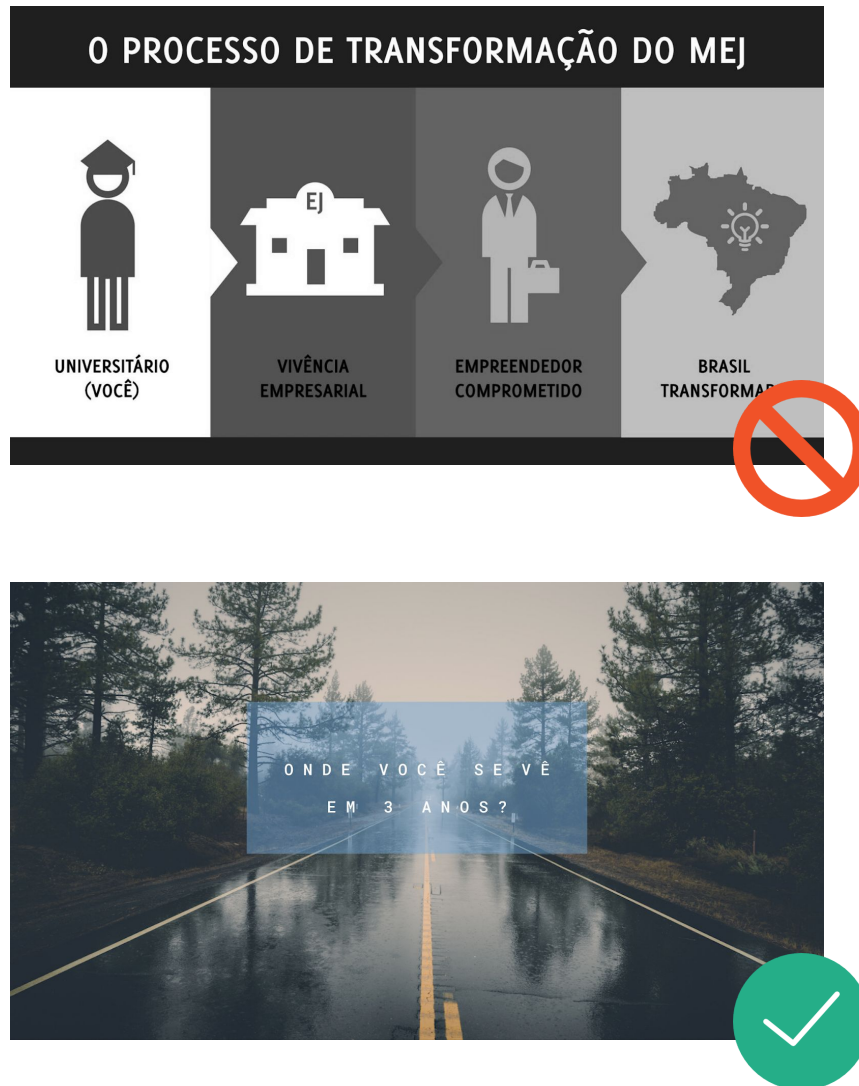 O PROCESSO DE TRANSFORMAÇÃO DO MEJ
EJ
UNIVERSITÁRIO
(VOCÊ)
VIVÊNCIA
EMPRESARIAL
EMPREENDEDOR
COMPROMETIDO
BRASIL
ONDE VOCÊ SE VÊ
EM 3 ANOS?